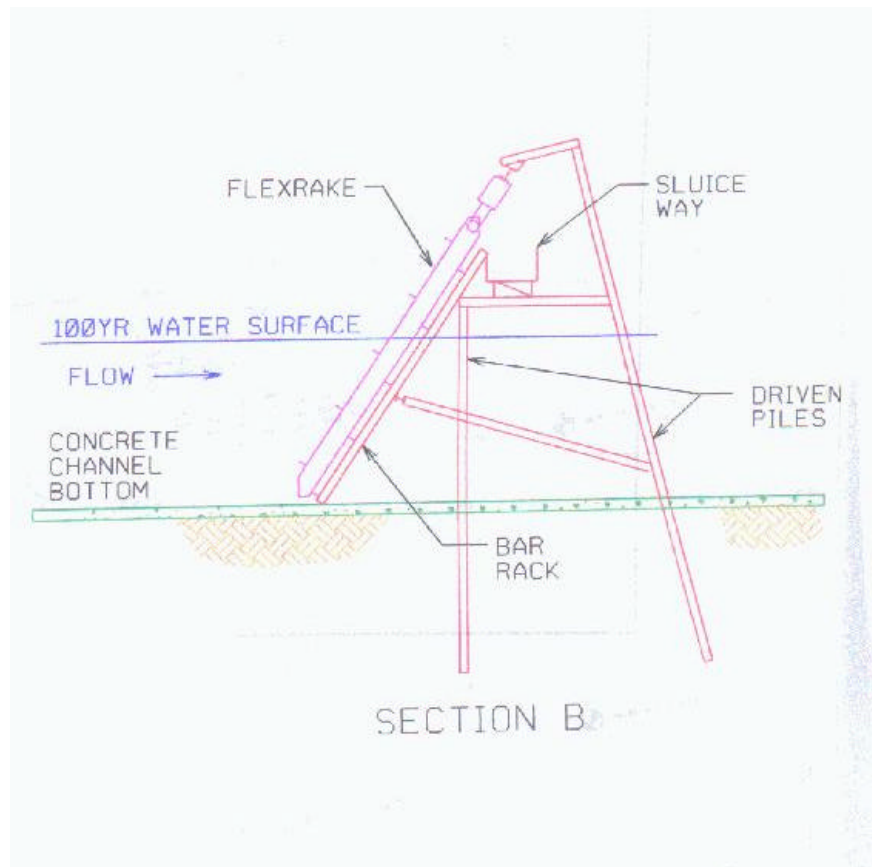 FLEXRAKE
SLUICE
WAY
100YR WATER SURFACE
FLOW
DRIVEN
PILES
CONCRETE
CHANNEL
BOTTOM
BAR
RACK
SECTION B